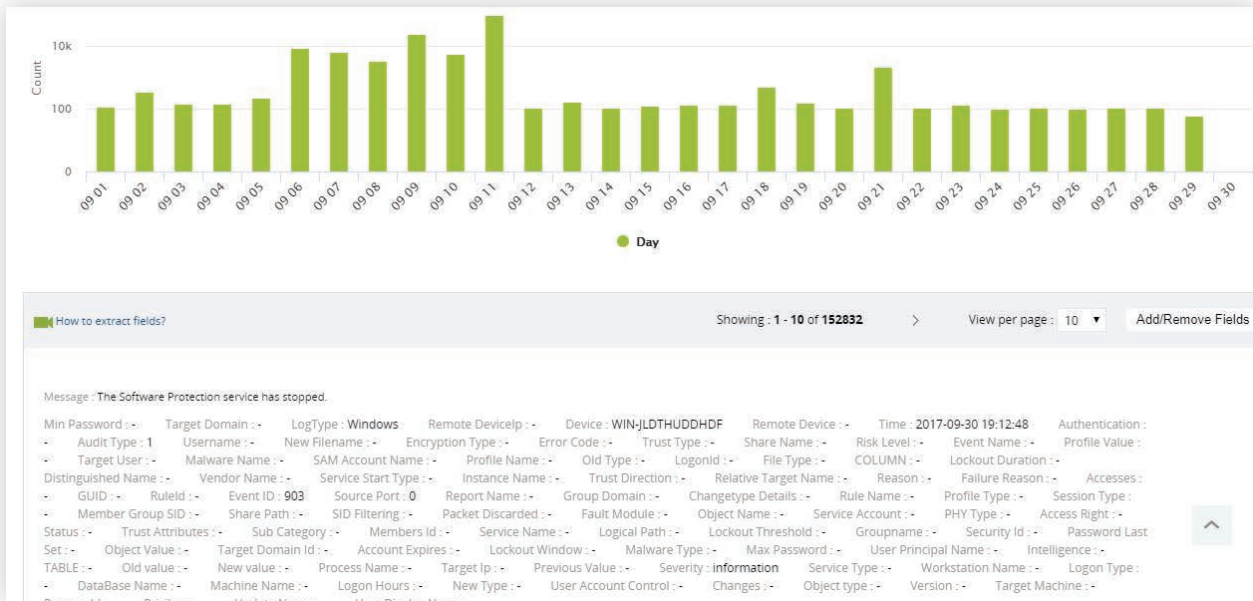 10k
Count
100
0
09 01 09 02 09 03 09 04 09 05 09 06 09 07 09 08 09 09 09 10 09 11 09 12 09 13 09 14 09 15 09 16 09 17 09 18 09 19 09 20 09 21 09 22 09 23 09 24 09 25 09 26 09 27 09 28 09 29 09 30
Day
How to extract fields? Showing : 1 - 10 of 152832 > View per page : 10 Add/Remove Fields
Message : The Software Protection service has stopped.
Min Password : - Target Domain : - LogType : Windows Remote DeviceIp : - Device : WIN-JLDTHUDDHDF Remote Device : - Time : 2017-09-30 19:12:48 Authentication :
- Audit Type : 1 Username : - New Filename : - Encryption Type : - Error Code : - Trust Type : - Share Name : - Risk Level : - Event Name : - Profile Value :
- Target User : - Malware Name : - SAM Account Name : - Profile Name : - Old Type : - LogonId : - File Type : - COLUMN : - Lockout Duration : -
Distinguished Name : - Vendor Name : - Service Start Type : - Instance Name : - Trust Direction : - Relative Target Name : - Reason : - Failure Reason : - Accesses :
- GUID : - RuleId : - Event ID : 903 Source Port : 0 Report Name : - Group Domain : - Changetype Details : - Rule Name : - Profile Type : - Session Type :
- Member Group SID : - Share Path : - SID Filtering : - Packet Discarded : - Fault Module : - Object Name : - Service Account : - PHY Type : - Access Right : -
Status : - Trust Attributes : - Sub Category : - Members Id : - Service Name : - Logical Path : - Lockout Threshold : - Groupname : - Security Id : - Password Last
Set : - Object Value : - Target Domain Id : - Account Expires : - Lockout Window : - Malware Type : - Max Password : - User Principal Name : - Intelligence : -
TABLE : - Old value : - New value : - Process Name : - Target Ip : - Previous Value : - Severity : information Service Type : - Workstation Name : - Logon Type :
- DataBase Name : - Machine Name : - Logon Hours : - New Type : - User Account Control : - Changes : - Object type : - Version : - Target Machine : -